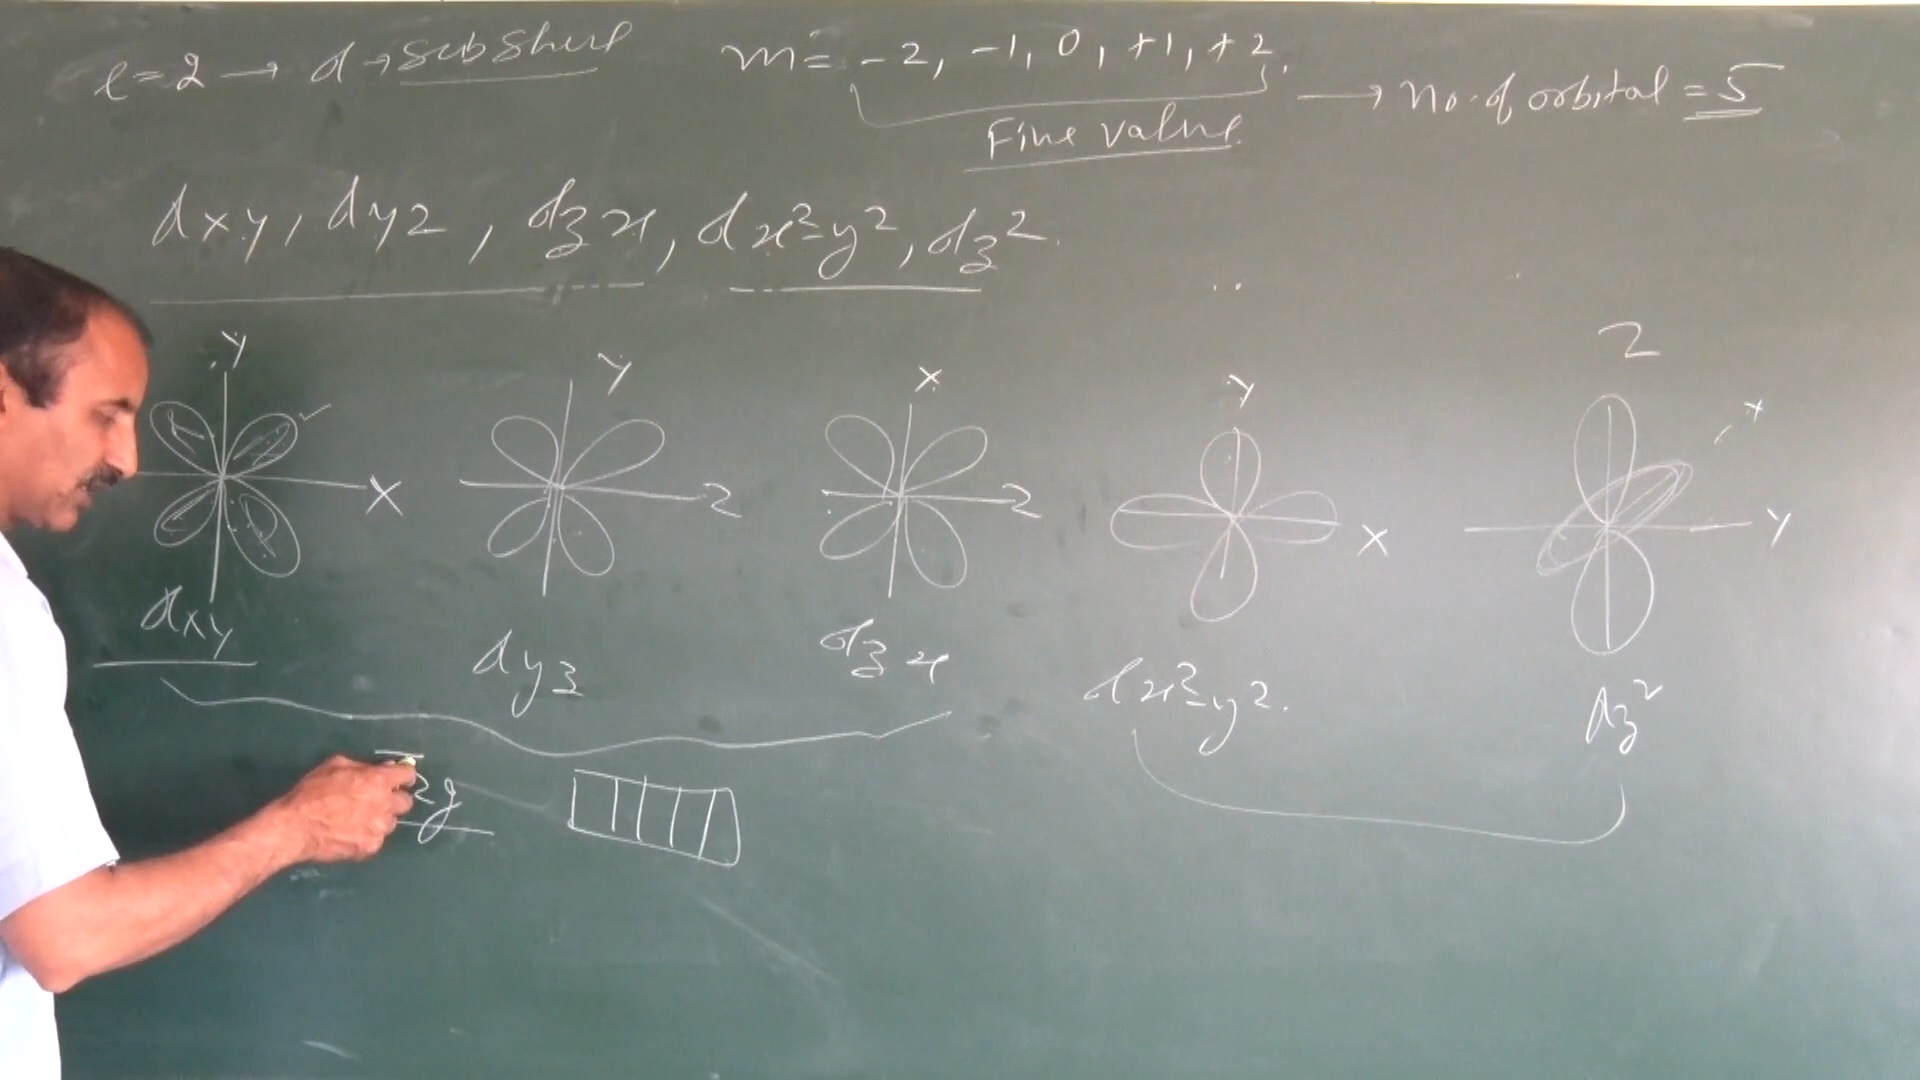 l=2 → d → subshell m = -2, -1, 0, +1, +2. → no. of orbital = 5
Five value
dxy, dyz, dzx, dx²-y², dz².
Y Y X Y Z
X
X Z Z X Y
dxy dyz dzx dx²-y². dz²
2g